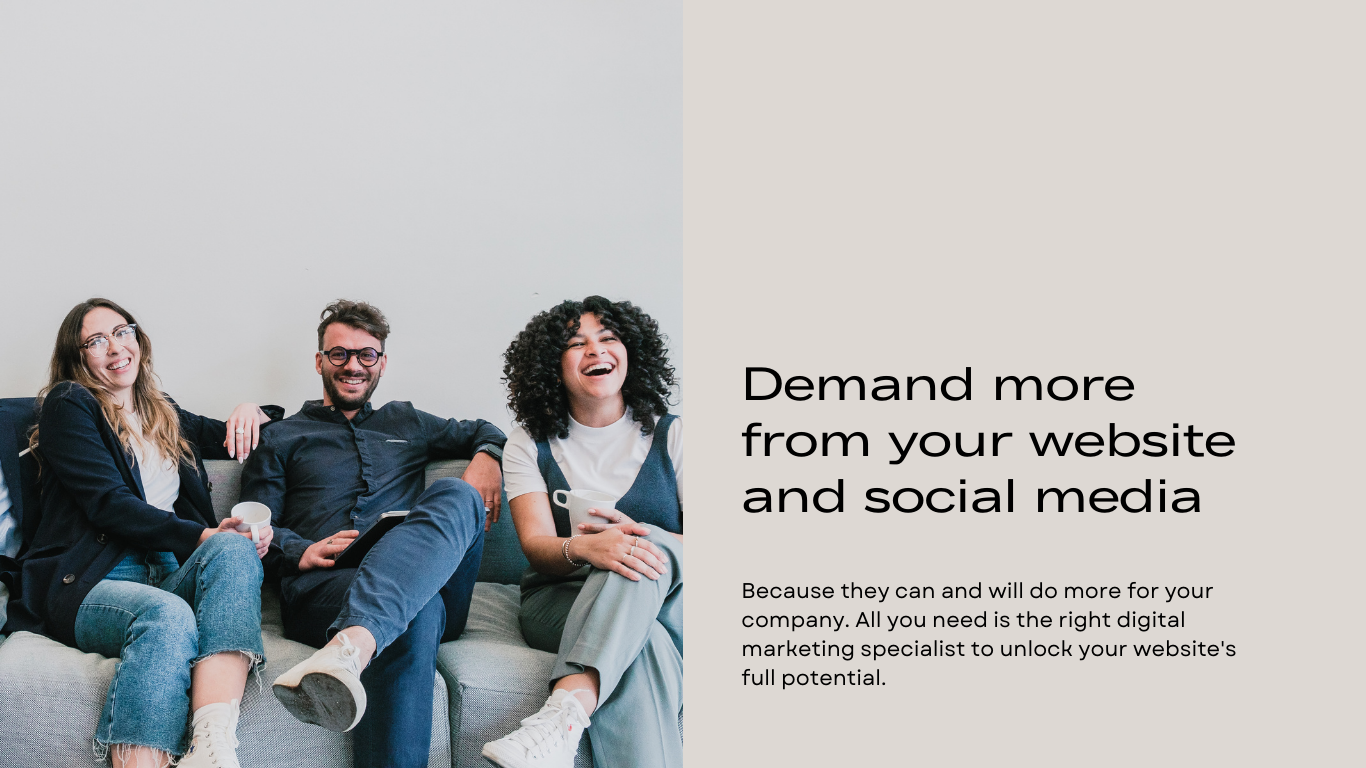 Demand more
from your website
and social media
Because they can and will do more for your
company. All you need is the right digital
marketing specialist to unlock your website's
full potential.